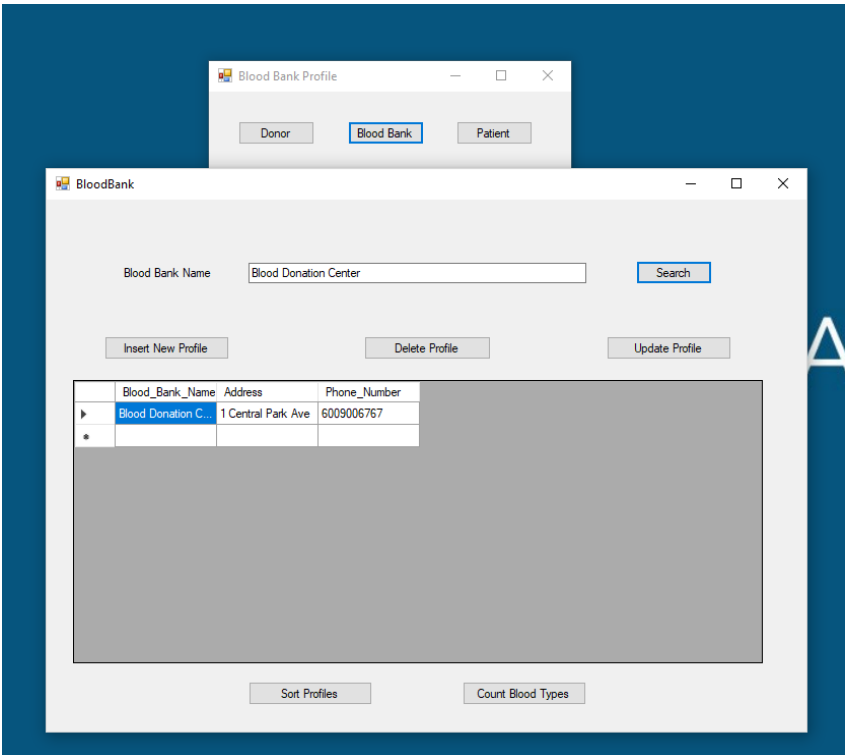 Blood Bank Profile
Donor Blood Bank Patient
BloodBank
Blood Bank Name Blood Donation Center Search
Insert New Profile Delete Profile Update Profile
Blood_Bank_Name Address Phone_Number
Blood Donation C... 1 Central Park Ave 6009006767
Sort Profiles Count Blood Types